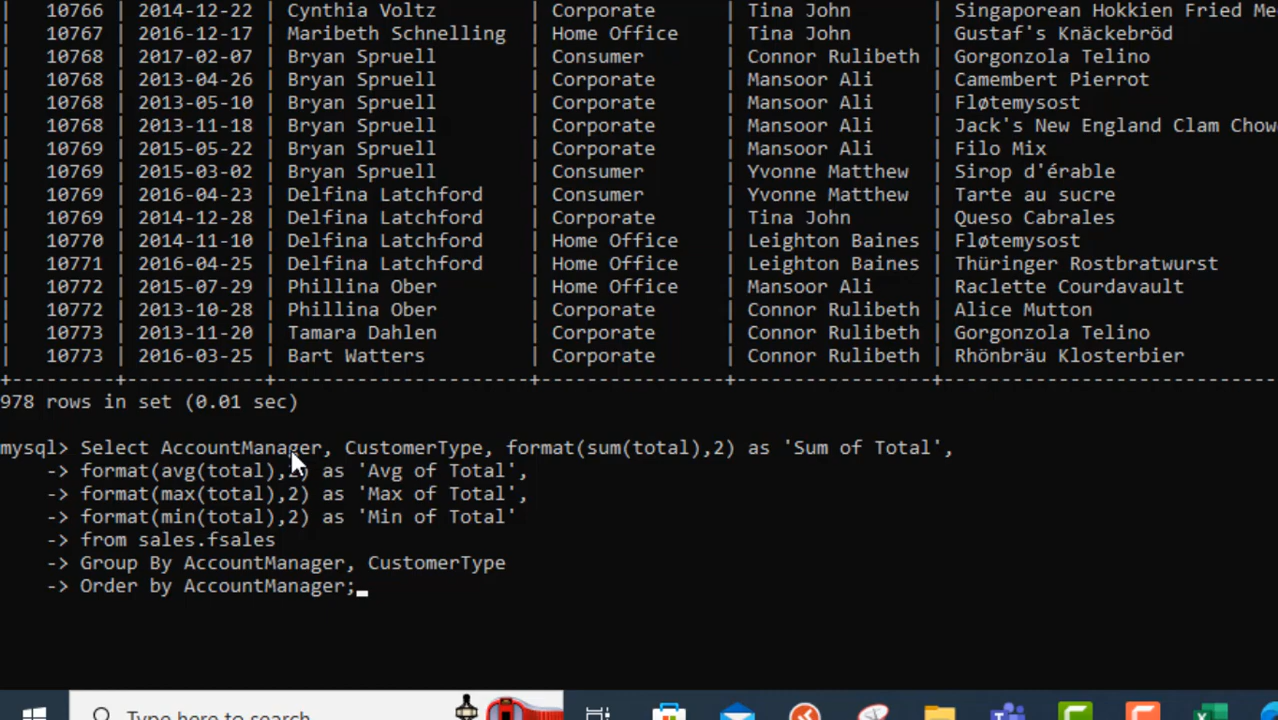 | 10766 | 2014-12-22 | Cynthia Voltz | Corporate | Tina John | Singaporean Hokkien Fried Me
| 10767 | 2016-12-17 | Maribeth Schnelling | Home Office | Tina John | Gustaf's Knäckebröd
| 10768 | 2017-02-07 | Bryan Spruell | Consumer | Connor Rulibeth | Gorgonzola Telino
| 10768 | 2013-04-26 | Bryan Spruell | Corporate | Mansoor Ali | Camembert Pierrot
| 10768 | 2013-05-10 | Bryan Spruell | Corporate | Mansoor Ali | Fløtemysost
| 10768 | 2013-11-18 | Bryan Spruell | Corporate | Mansoor Ali | Jack's New England Clam Chow
| 10769 | 2015-05-22 | Bryan Spruell | Corporate | Mansoor Ali | Filo Mix
| 10769 | 2015-03-02 | Bryan Spruell | Consumer | Yvonne Matthew | Sirop d'érable
| 10769 | 2016-04-23 | Delfina Latchford | Consumer | Yvonne Matthew | Tarte au sucre
| 10769 | 2014-12-28 | Delfina Latchford | Corporate | Tina John | Queso Cabrales
| 10770 | 2014-11-10 | Delfina Latchford | Home Office | Leighton Baines | Fløtemysost
| 10771 | 2016-04-25 | Delfina Latchford | Home Office | Leighton Baines | Thüringer Rostbratwurst
| 10772 | 2015-07-29 | Phillina Ober | Home Office | Mansoor Ali | Raclette Courdavault
| 10772 | 2013-10-28 | Phillina Ober | Corporate | Connor Rulibeth | Alice Mutton
| 10773 | 2013-11-20 | Tamara Dahlen | Corporate | Connor Rulibeth | Gorgonzola Telino
| 10773 | 2016-03-25 | Bart Watters | Corporate | Connor Rulibeth | Rhönbräu Klosterbier
978 rows in set (0.01 sec)
mysql> Select AccountManager, CustomerType, format(sum(total),2) as 'Sum of Total',
-> format(avg(total),2) as 'Avg of Total',
-> format(max(total),2) as 'Max of Total',
-> format(min(total),2) as 'Min of Total'
-> from sales.fsales
-> Group By AccountManager, CustomerType
-> Order by AccountManager;
Type here to search